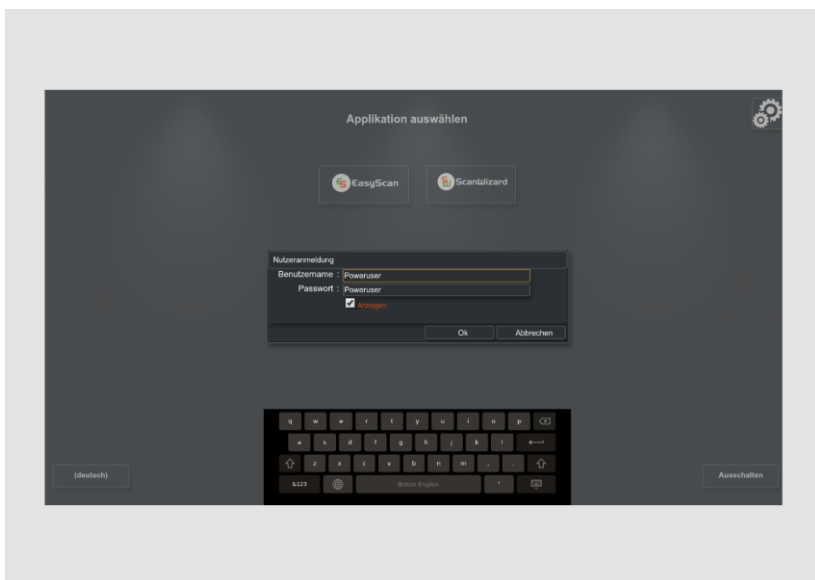 Applikation auswählen
EasyScan
ScanWizard
Nutzeranmeldung
Benutzername : Poweruser
Passwort : Poweruser
Anzeigen
Ok Abbrechen
q w e r t y u i o p
a s d f g h j k l
z x c v b n m , .
&123 British English '
(deutsch)
Ausschalten